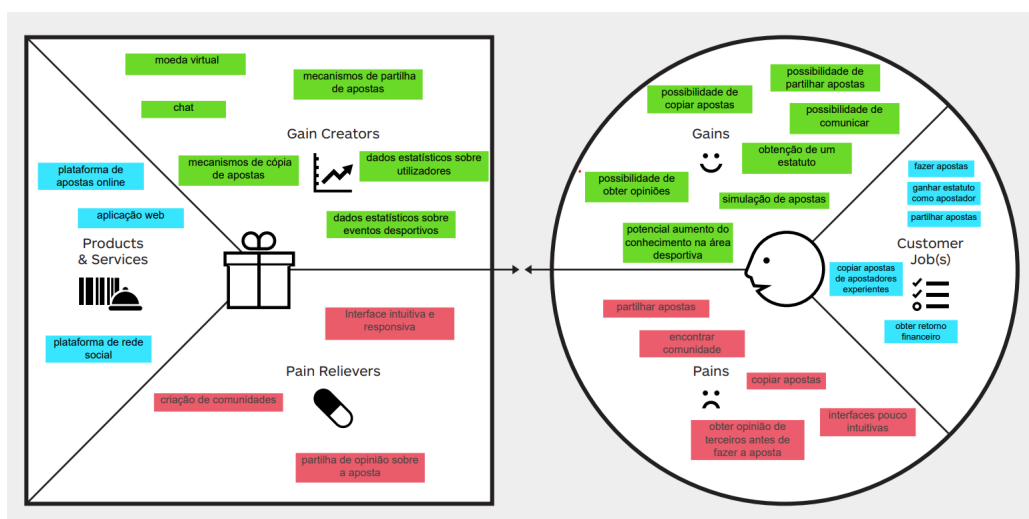 moeda virtual
mecanismos de partilha
de apostas
chat
Gain Creators
mecanismos de cópia
de apostas
dados estatísticos sobre
utilizadores
dados estatísticos sobre
eventos desportivos
plataforma de
apostas online
aplicação web
Products
& Services
plataforma de rede
social
Interface intuitiva e
responsiva
Pain Relievers
criação de comunidades
partilha de opinião sobre
a aposta
possibilidade de
copiar apostas
possibilidade de
partilhar apostas
possibilidade de
comunicar
Gains
obtenção de um
estatuto
possibilidade de
obter opiniões
simulação de apostas
potencial aumento do
conhecimento na área
desportiva
fazer apostas
ganhar estatuto
como apostador
partilhar apostas
Customer
Job(s)
copiar apostas
de apostadores
experientes
obter retorno
financeiro
partilhar apostas
encontrar
comunidade
Pains
copiar apostas
interfaces pouco
intuitivas
obter opinião de
terceiros antes de
fazer a aposta